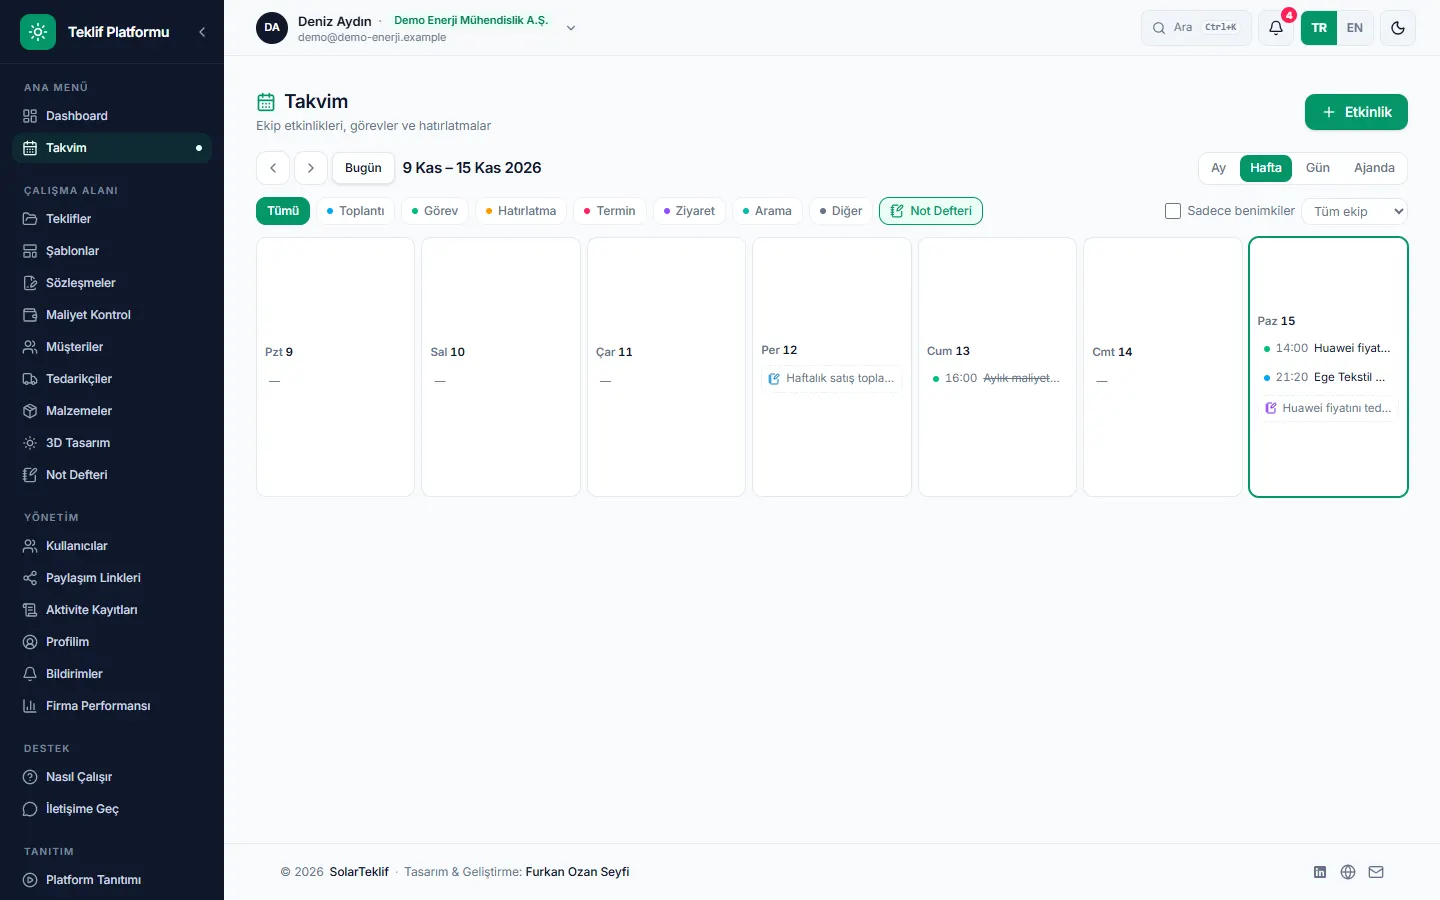 Teklif Platformu
ANA MENÜ
Dashboard
Takvim
ÇALIŞMA ALANI
Teklifler
Şablonlar
Sözleşmeler
Maliyet Kontrol
Müşteriler
Tedarikçiler
Malzemeler
3D Tasarım
Not Defteri
YÖNETİM
Kullanıcılar
Paylaşım Linkleri
Aktivite Kayıtları
Profilim
Bildirimler
Firma Performansı
DESTEK
Nasıl Çalışır
İletişime Geç
TANITIM
Platform Tanıtımı
DA Deniz Aydın · Demo Enerji Mühendislik A.Ş.
demo@demo-enerji.example
Ara Ctrl+K 4 TR EN
Takvim
Ekip etkinlikleri, görevler ve hatırlatmalar
+ Etkinlik
Bugün 9 Kas – 15 Kas 2026
Ay Hafta Gün Ajanda
Tümü Toplantı Görev Hatırlatma Termin Ziyaret Arama Diğer Not Defteri
Sadece benimkiler Tüm ekip
Pzt 9
—
Sal 10
—
Çar 11
—
Per 12
Haftalık satış topla...
Cum 13
16:00 Aylık maliyet...
Cmt 14
—
Paz 15
14:00 Huawei fiyat...
21:20 Ege Tekstil ...
Huawei fiyatını ted...
© 2026 SolarTeklif · Tasarım & Geliştirme: Furkan Ozan Seyfi